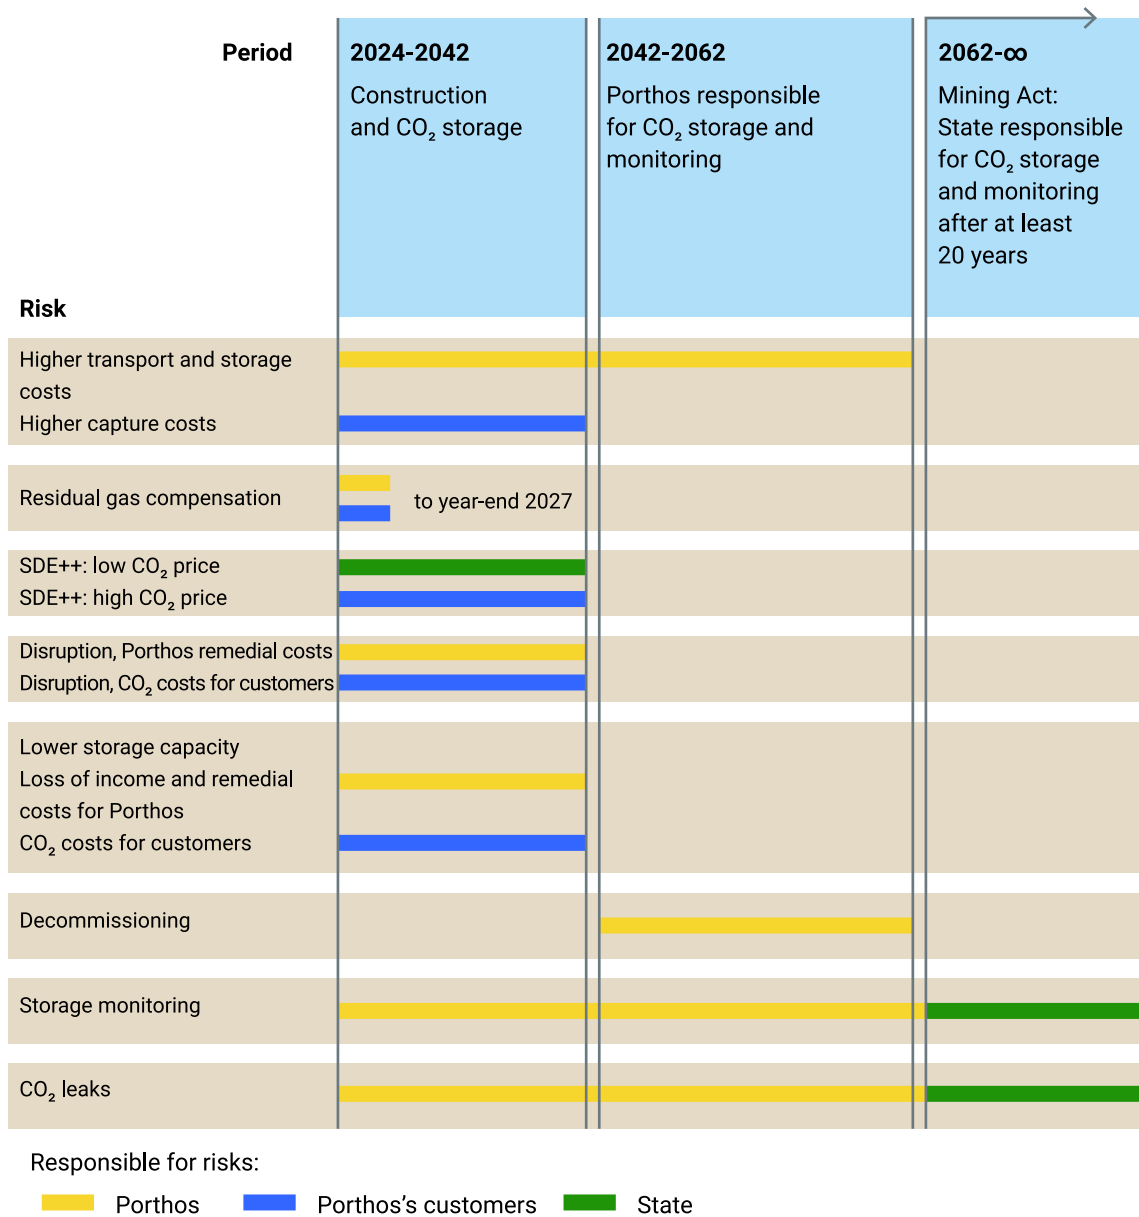 Period
2024-2042
Construction
and CO₂ storage
2042-2062
Porthos responsible
for CO₂ storage and
monitoring
2062-∞
Mining Act:
State responsible
for CO₂ storage
and monitoring
after at least
20 years
Risk
Higher transport and storage
costs
Higher capture costs
Residual gas compensation
to year-end 2027
SDE++: low CO₂ price
SDE++: high CO₂ price
Disruption, Porthos remedial costs
Disruption, CO₂ costs for customers
Lower storage capacity
Loss of income and remedial
costs for Porthos
CO₂ costs for customers
Decommissioning
Storage monitoring
CO₂ leaks
Responsible for risks:
Porthos
Porthos's customers
State